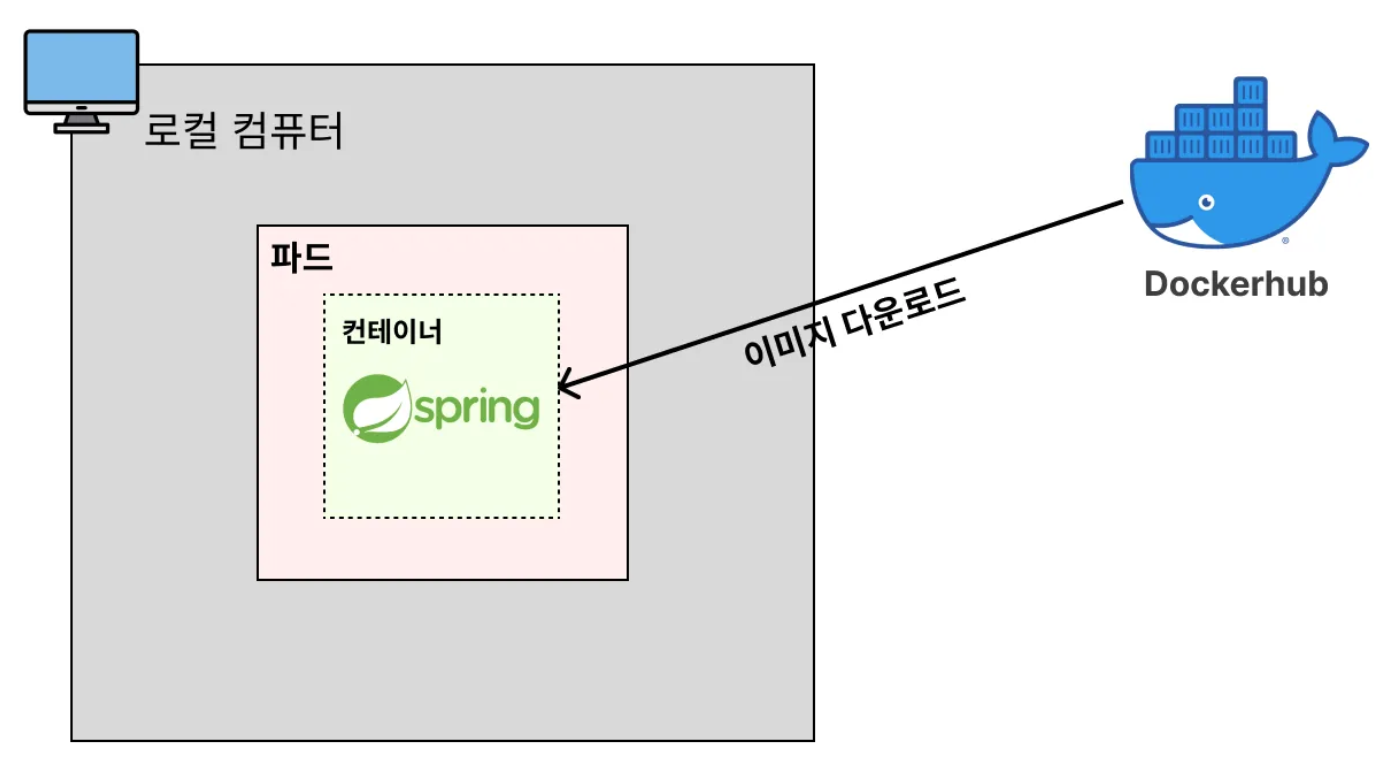 로컬 컴퓨터
파드
컨테이너
spring
이미지 다운로드
Dockerhub